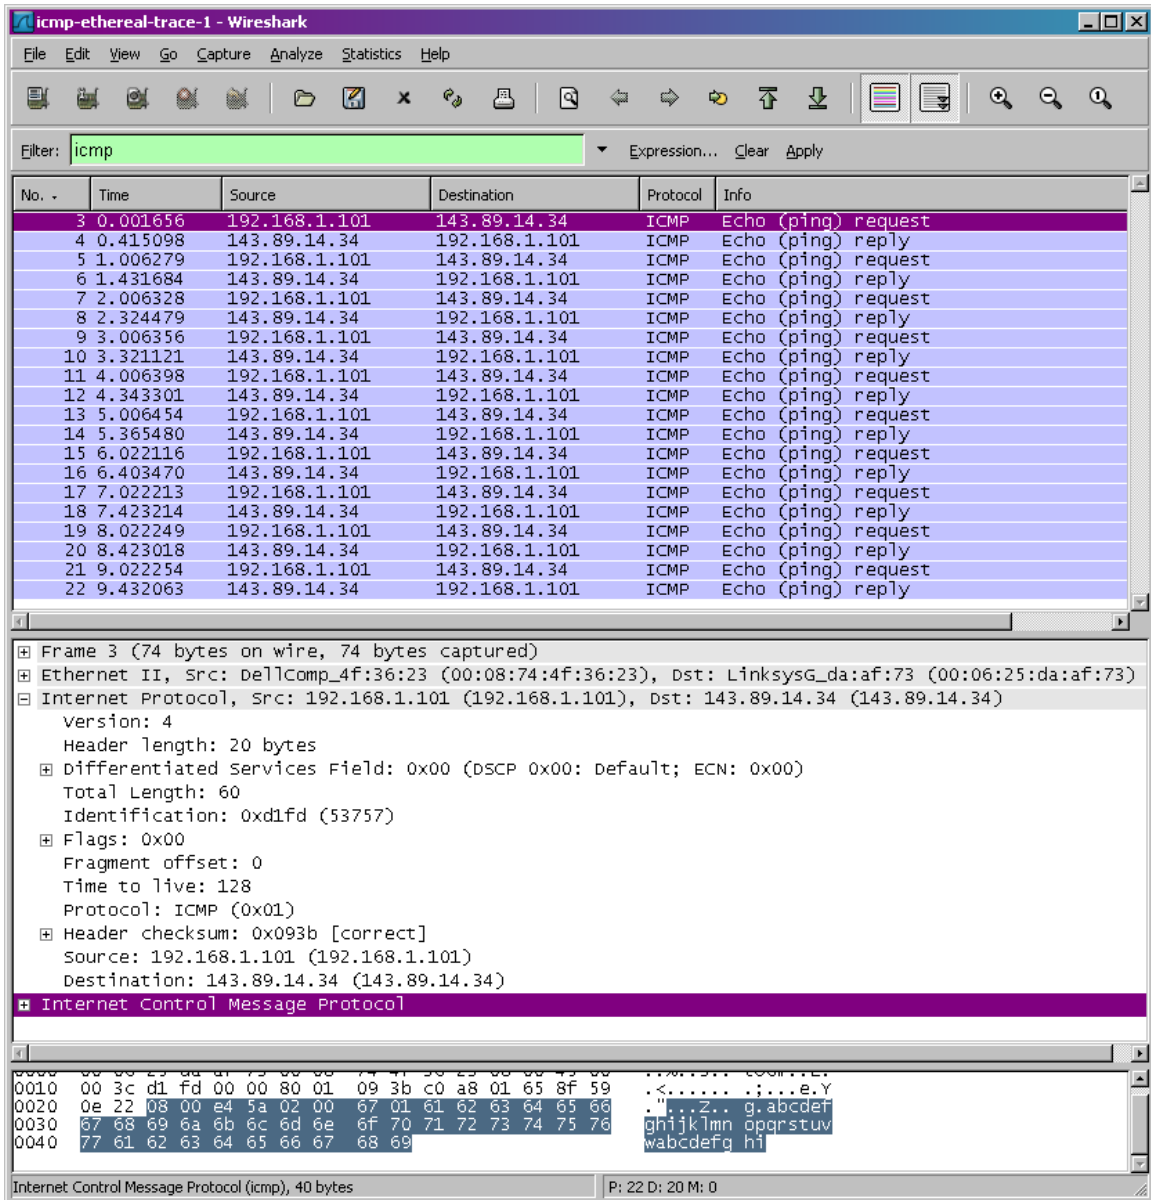 icmp-ethereal-trace-1 - Wireshark
File Edit View Go Capture Analyze Statistics Help
Filter: icmp Expression... Clear Apply
No. Time Source Destination Protocol Info
3 0.001656 192.168.1.101 143.89.14.34 ICMP Echo (ping) request
4 0.415098 143.89.14.34 192.168.1.101 ICMP Echo (ping) reply
5 1.006279 192.168.1.101 143.89.14.34 ICMP Echo (ping) request
6 1.431684 143.89.14.34 192.168.1.101 ICMP Echo (ping) reply
7 2.006328 192.168.1.101 143.89.14.34 ICMP Echo (ping) request
8 2.324479 143.89.14.34 192.168.1.101 ICMP Echo (ping) reply
9 3.006356 192.168.1.101 143.89.14.34 ICMP Echo (ping) request
10 3.321121 143.89.14.34 192.168.1.101 ICMP Echo (ping) reply
11 4.006398 192.168.1.101 143.89.14.34 ICMP Echo (ping) request
12 4.343301 143.89.14.34 192.168.1.101 ICMP Echo (ping) reply
13 5.006454 192.168.1.101 143.89.14.34 ICMP Echo (ping) request
14 5.365480 143.89.14.34 192.168.1.101 ICMP Echo (ping) reply
15 6.022116 192.168.1.101 143.89.14.34 ICMP Echo (ping) request
16 6.403470 143.89.14.34 192.168.1.101 ICMP Echo (ping) reply
17 7.022213 192.168.1.101 143.89.14.34 ICMP Echo (ping) request
18 7.423214 143.89.14.34 192.168.1.101 ICMP Echo (ping) reply
19 8.022249 192.168.1.101 143.89.14.34 ICMP Echo (ping) request
20 8.423018 143.89.14.34 192.168.1.101 ICMP Echo (ping) reply
21 9.022254 192.168.1.101 143.89.14.34 ICMP Echo (ping) request
22 9.432063 143.89.14.34 192.168.1.101 ICMP Echo (ping) reply
Frame 3 (74 bytes on wire, 74 bytes captured)
Ethernet II, Src: DellComp_4f:36:23 (00:08:74:4f:36:23), Dst: LinksysG_da:af:73 (00:06:25:da:af:73)
Internet Protocol, Src: 192.168.1.101 (192.168.1.101), Dst: 143.89.14.34 (143.89.14.34)
Version: 4
Header length: 20 bytes
Differentiated Services Field: 0x00 (DSCP 0x00: Default; ECN: 0x00)
Total Length: 60
Identification: 0xd1fd (53757)
Flags: 0x00
Fragment offset: 0
Time to live: 128
Protocol: ICMP (0x01)
Header checksum: 0x093b [correct]
Source: 192.168.1.101 (192.168.1.101)
Destination: 143.89.14.34 (143.89.14.34)
Internet Control Message Protocol
0010 00 3c d1 fd 00 00 80 01 09 3b c0 a8 01 65 8f 59 .<...... .;...e.Y
0020 0e 22 08 00 e4 5a 02 00 67 01 61 62 63 64 65 66 ."...Z.. g.abcdef
0030 67 68 69 6a 6b 6c 6d 6e 6f 70 71 72 73 74 75 76 ghijklmn opqrstuv
0040 77 61 62 63 64 65 66 67 68 69 wabcdefg hi
Internet Control Message Protocol (icmp), 40 bytes P: 22 D: 20 M: 0